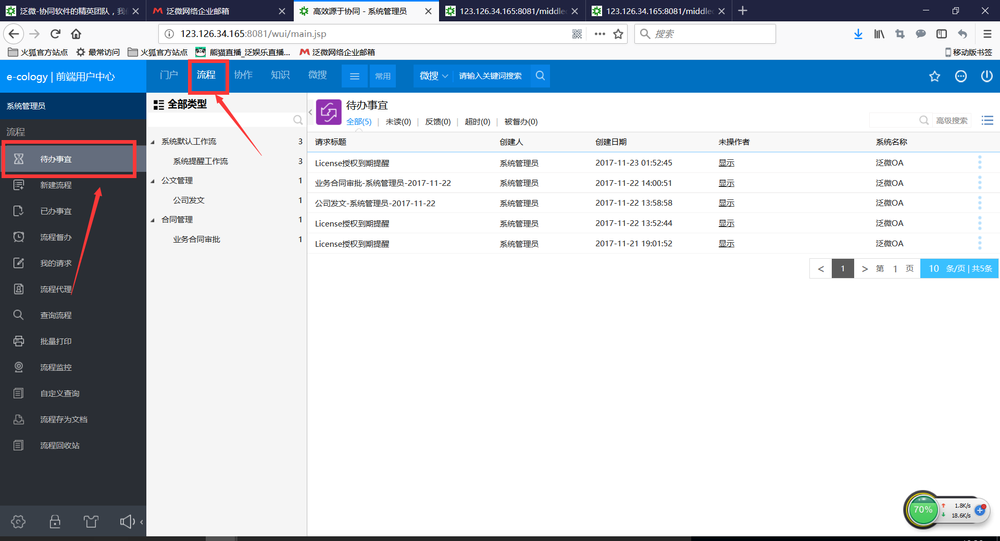 泛微-协同软件的精英团队，我
泛微网络企业邮箱
高效源于协同 - 系统管理员
123.126.34.165:8081/middlec
123.126.34.165:8081/middlec
123.126.34.165:8081/wui/main.jsp
搜索
火狐官方站点
最常访问
火狐官方站点
熊猫直播_泛娱乐直播...
泛微网络企业邮箱
移动版书签
e-cology | 前端用户中心
门户
流程
协作
知识
微搜
常用
微搜
请输入关键词搜索
系统管理员
流程
待办事宜
新建流程
已办事宜
流程督办
我的请求
流程代理
查询流程
批量打印
流程监控
自定义查询
流程存为文档
流程回收站
全部类型
系统默认工作流 3
系统提醒工作流 3
公文管理 1
公司发文 1
合同管理 1
业务合同审批 1
待办事宜
全部(5) | 未读(0) | 反馈(0) | 超时(0) | 被督办(0)
高级搜索
请求标题 创建人 创建日期 未操作者 系统名称
License授权到期提醒 系统管理员 2017-11-23 01:52:45 显示 泛微OA
业务合同审批-系统管理员-2017-11-22 系统管理员 2017-11-22 14:00:51 显示 泛微OA
公司发文-系统管理员-2017-11-22 系统管理员 2017-11-22 13:58:58 显示 泛微OA
License授权到期提醒 系统管理员 2017-11-22 13:52:44 显示 泛微OA
License授权到期提醒 系统管理员 2017-11-21 19:01:52 显示 泛微OA
< 1 > 第 1 页 10 条/页 | 共5条
70%
1.8K/s
18.6K/s